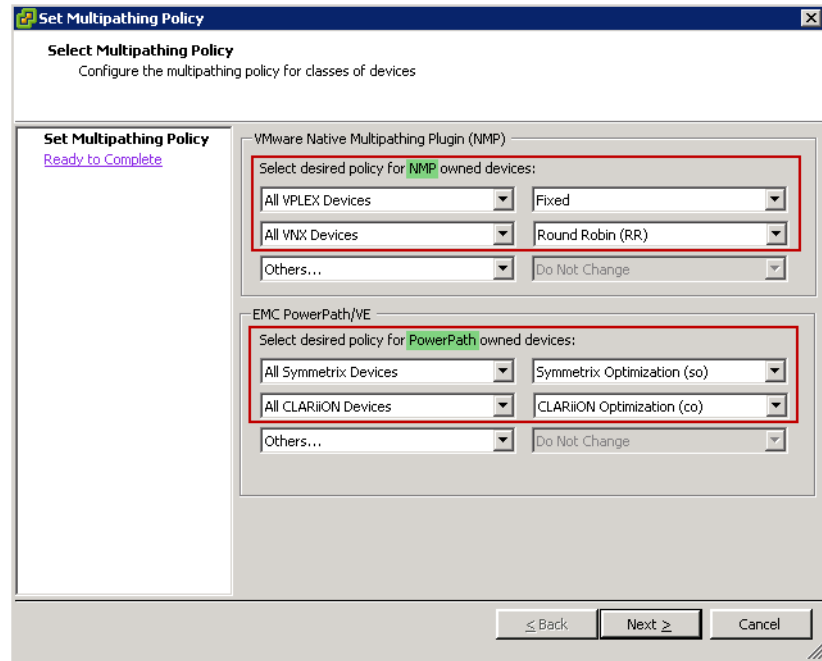 Set Multipathing Policy
Select Multipathing Policy
Configure the multipathing policy for classes of devices
Set Multipathing Policy
Ready to Complete
VMware Native Multipathing Plugin (NMP)
Select desired policy for NMP owned devices:
All VPLEX Devices Fixed
All VNX Devices Round Robin (RR)
Others... Do Not Change
EMC PowerPath/VE
Select desired policy for PowerPath owned devices:
All Symmetrix Devices Symmetrix Optimization (so)
All CLARiiON Devices CLARiiON Optimization (co)
Others... Do Not Change
≤ Back Next ≥ Cancel